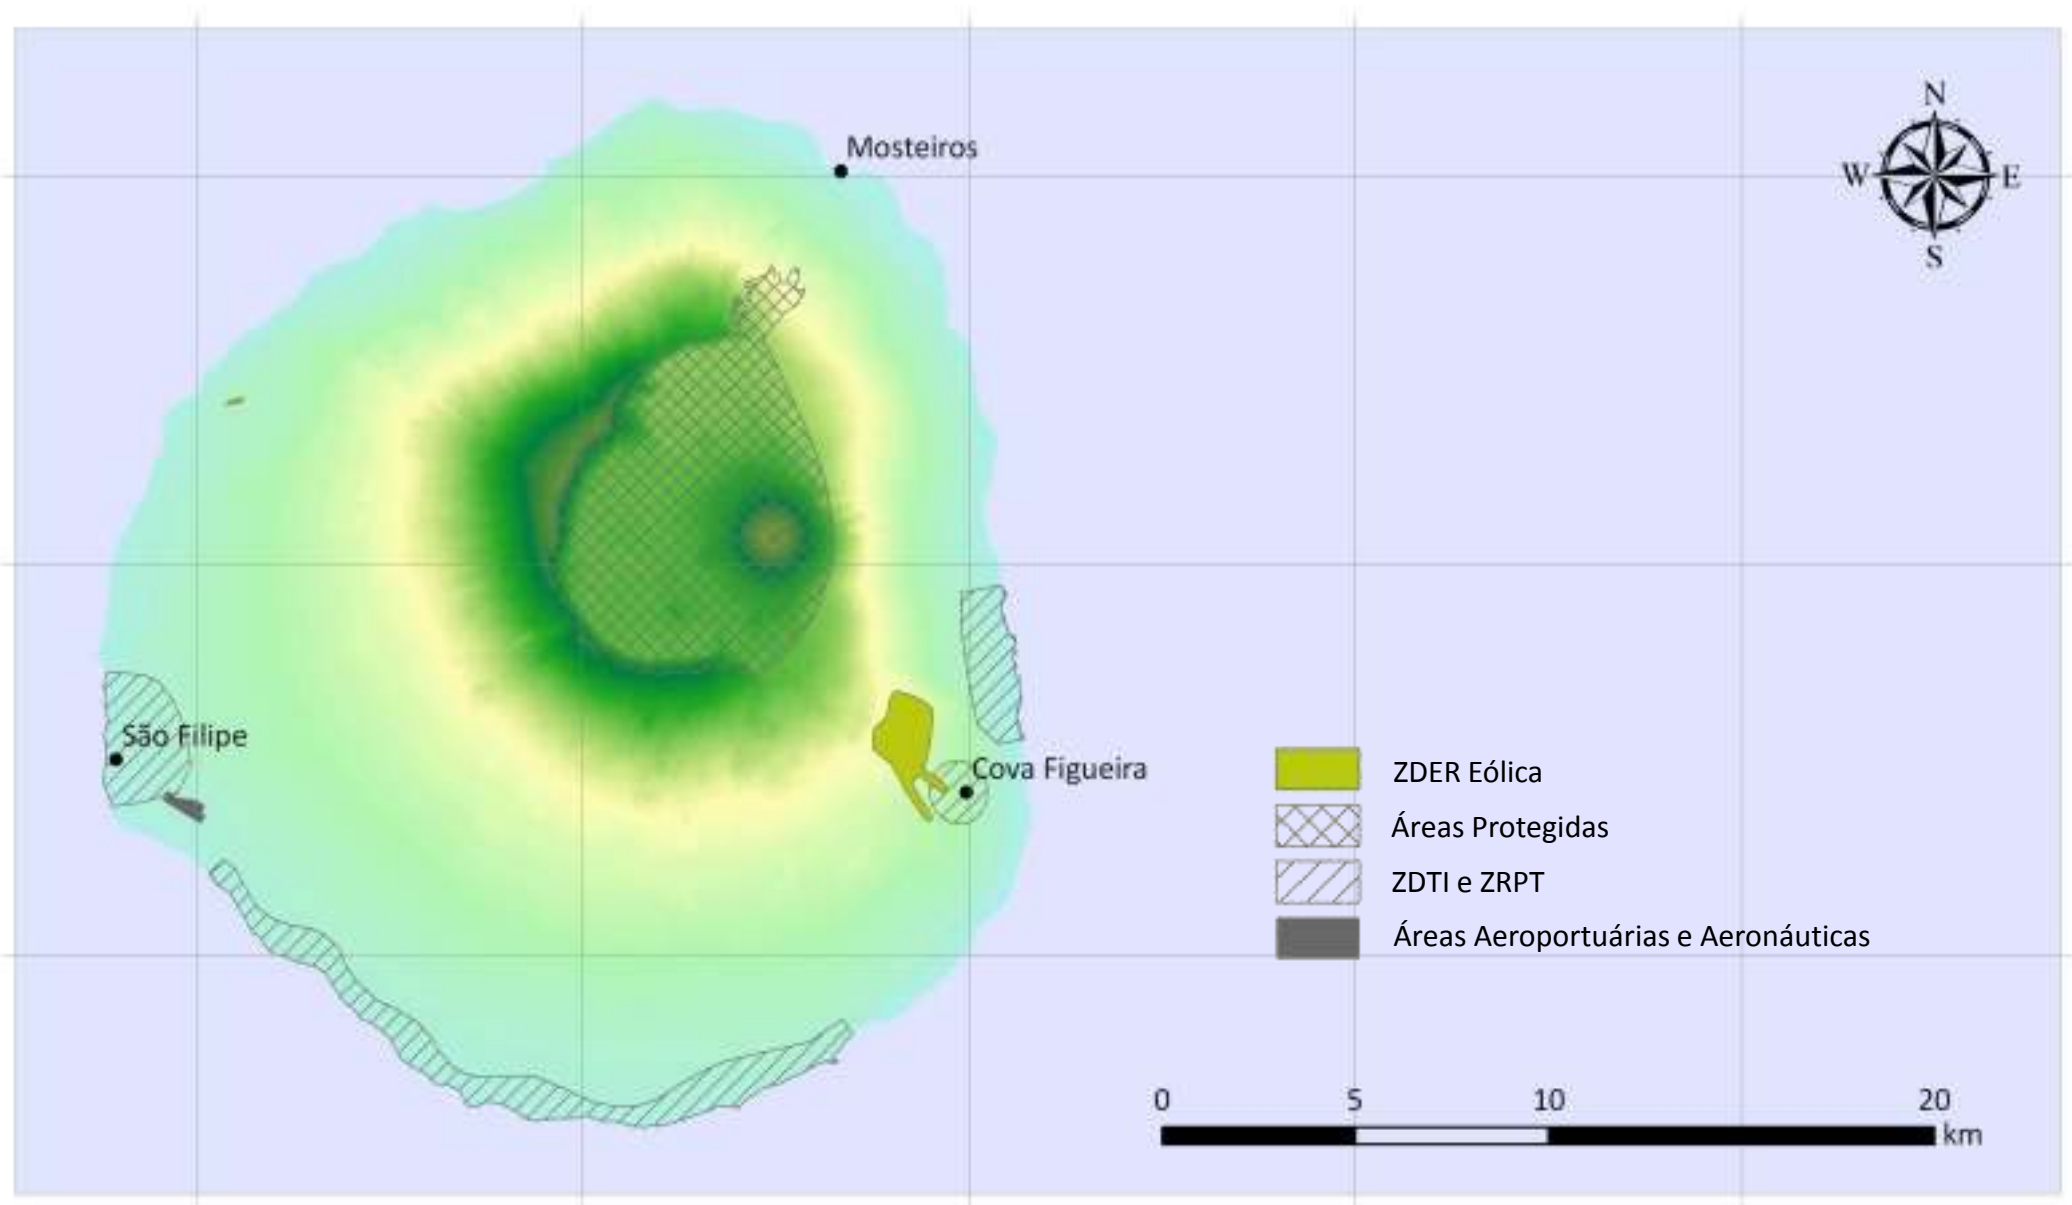 N
W E
S
Mosteiros
São Filipe
Cova Figueira
ZDER Eólica
Áreas Protegidas
ZDTI e ZRPT
Áreas Aeroportuárias e Aeronáuticas
0 5 10 20
km